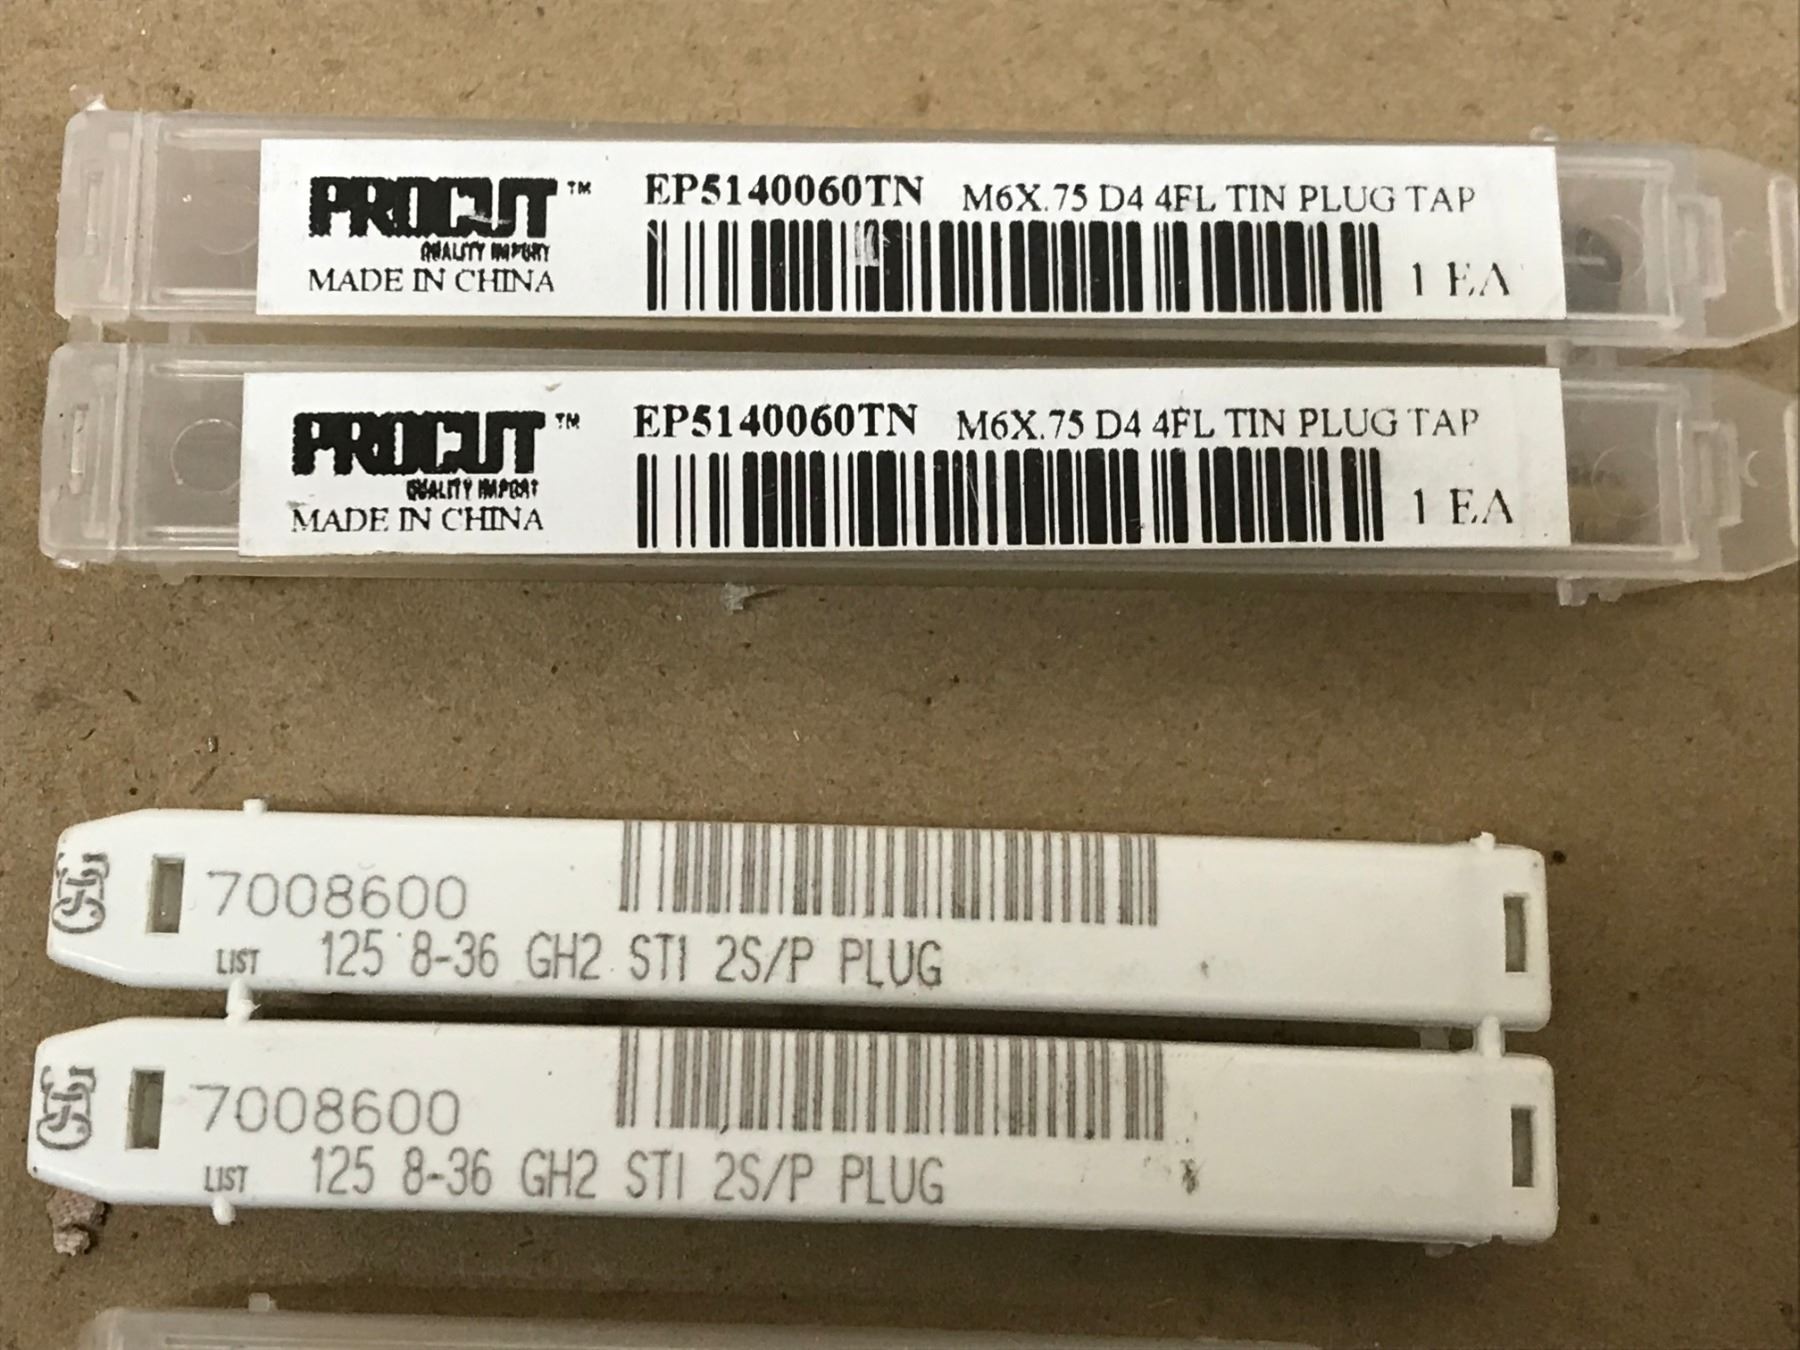 PROCUT™ EP5140060TN M6X.75 D4 4FL TIN PLUG TAP
QUALITY IMPORT
MADE IN CHINA 1 EA
PROCUT™ EP5140060TN M6X.75 D4 4FL TIN PLUG TAP
QUALITY IMPORT
MADE IN CHINA 1 EA
7008600
LIST 125 8-36 GH2 STI 2S/P PLUG
7008600
LIST 125 8-36 GH2 STI 2S/P PLUG